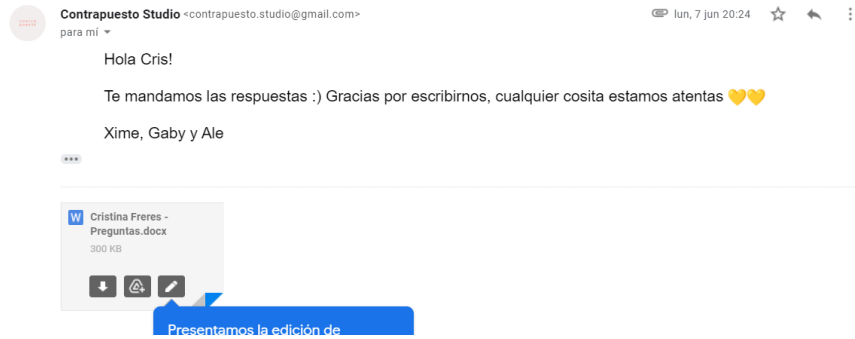 Contrapuesto Studio <contrapuesto.studio@gmail.com>
lun, 7 jun 20:24
para mí
Hola Cris!
Te mandamos las respuestas :) Gracias por escribirnos, cualquier cosita estamos atentas 💛💛
Xime, Gaby y Ale
W
Cristina Freres -
Preguntas.docx
300 KB
Presentamos la edición de